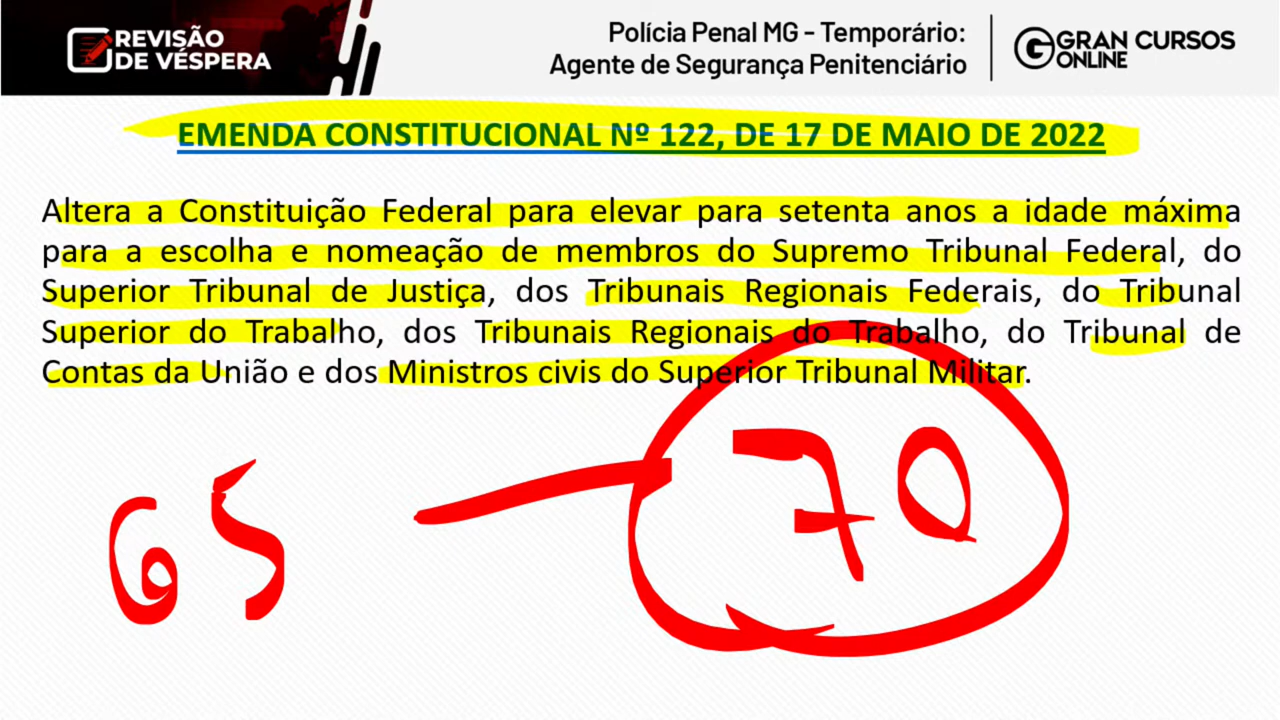 REVISÃO
DE VÉSPERA
Polícia Penal MG - Temporário:
Agente de Segurança Penitenciário
GRAN CURSOS
ONLINE
EMENDA CONSTITUCIONAL Nº 122, DE 17 DE MAIO DE 2022
Altera a Constituição Federal para elevar para setenta anos a idade máxima
para a escolha e nomeação de membros do Supremo Tribunal Federal, do
Superior Tribunal de Justiça, dos Tribunais Regionais Federais, do Tribunal
Superior do Trabalho, dos Tribunais Regionais do Trabalho, do Tribunal de
Contas da União e dos Ministros civis do Superior Tribunal Militar.
65 — 70